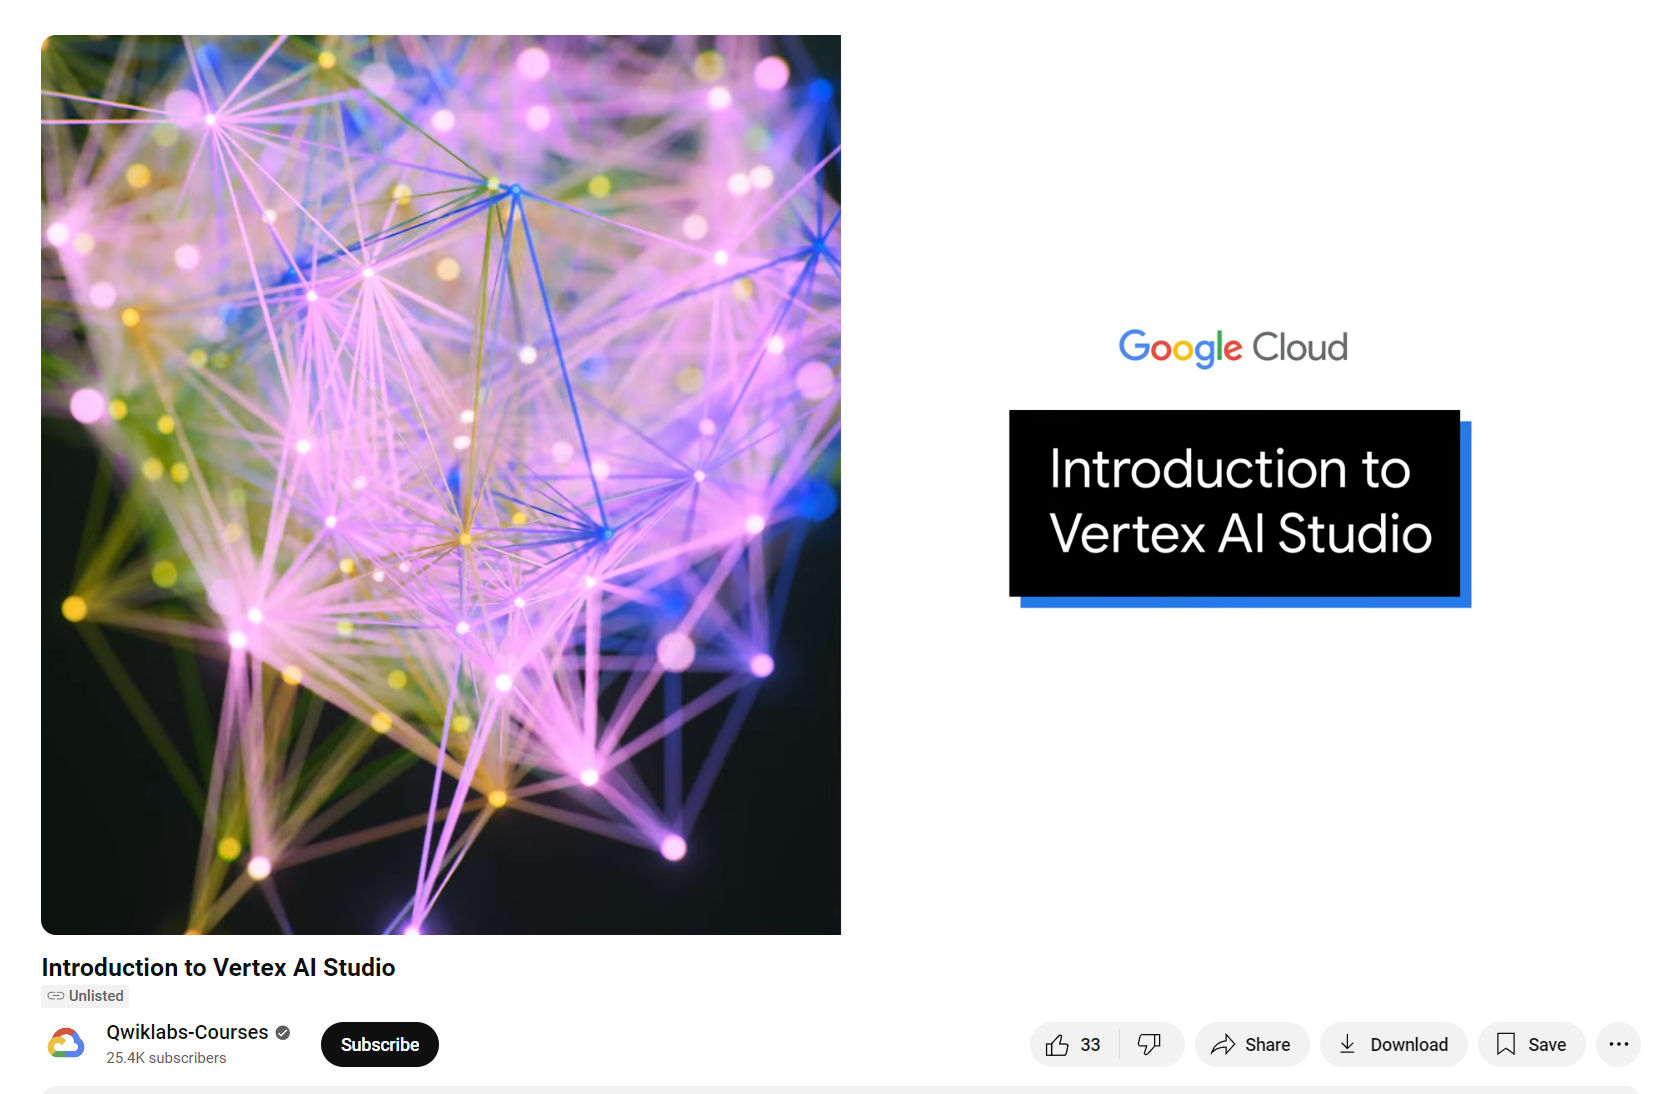 Google Cloud
Introduction to
Vertex AI Studio
Introduction to Vertex AI Studio
Unlisted
Qwiklabs-Courses
25.4K subscribers
Subscribe
33
Share
Download
Save